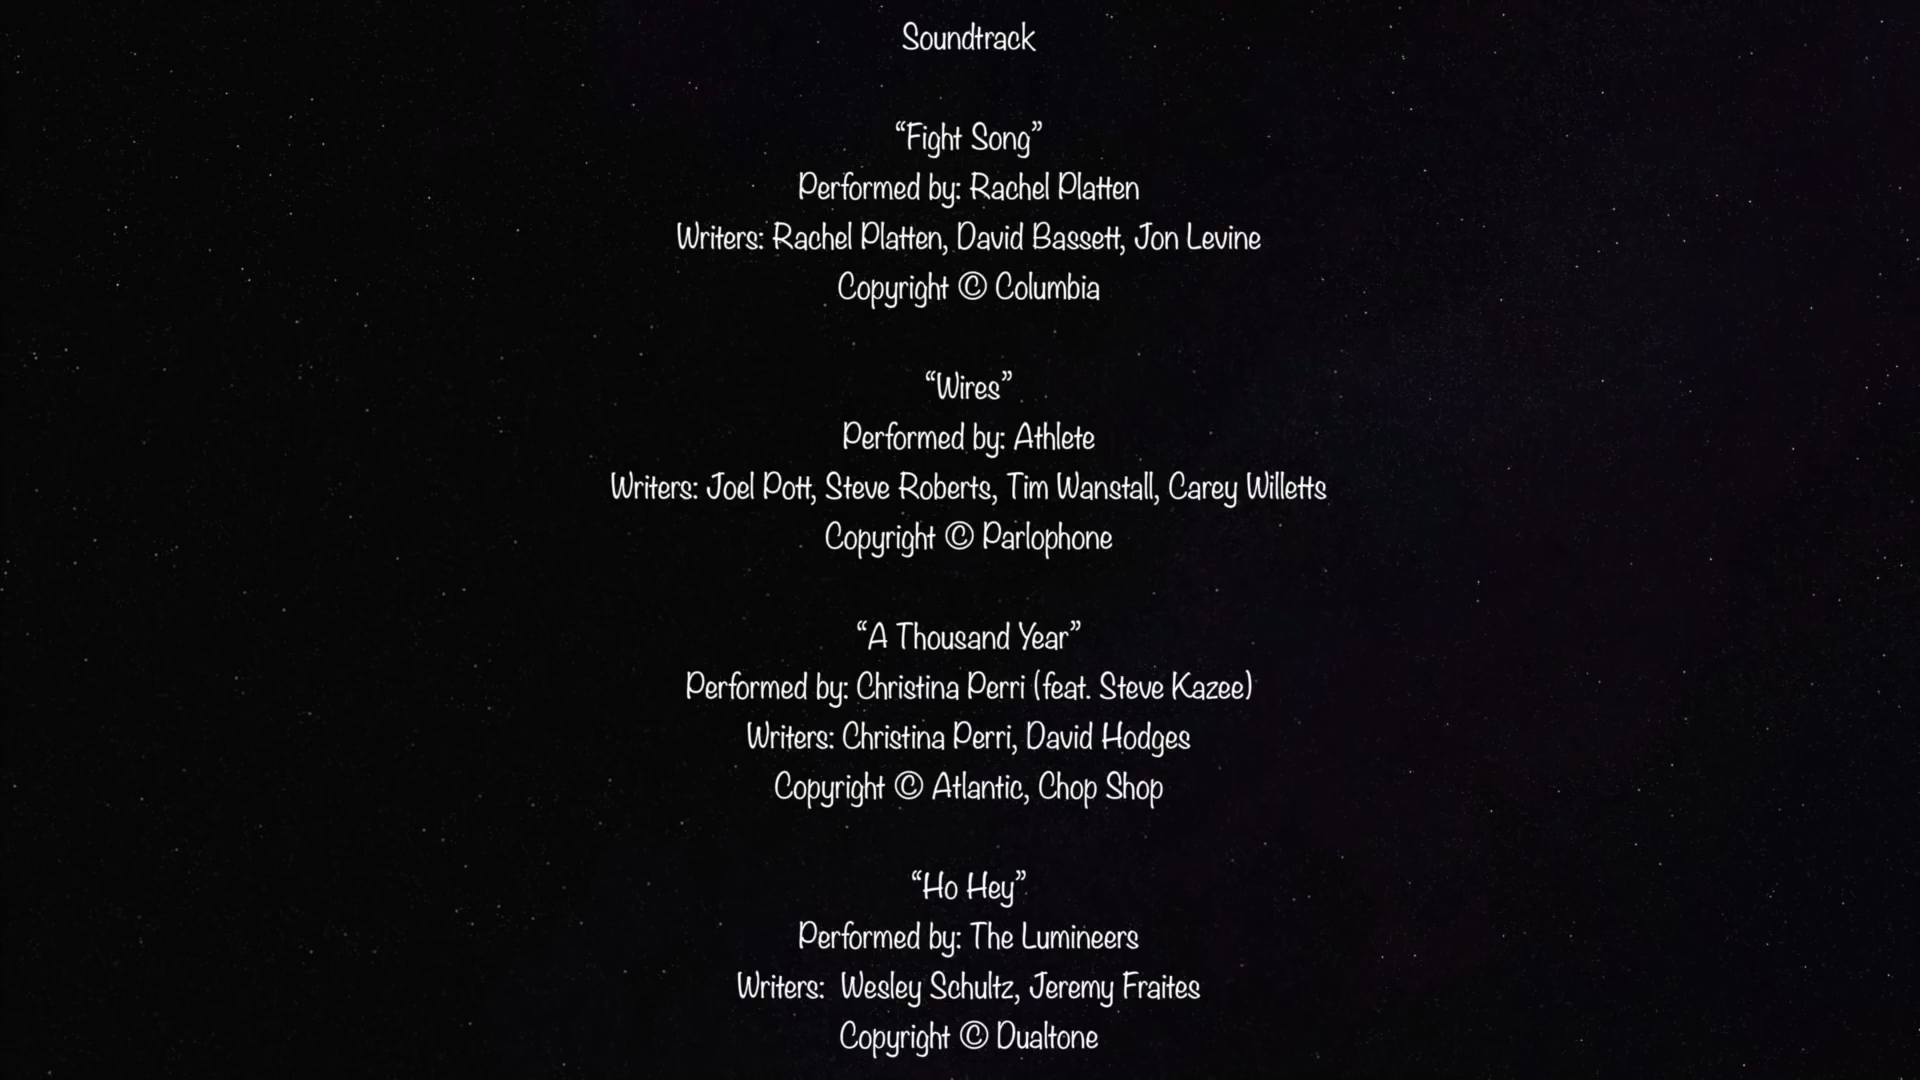 Soundtrack
“Fight Song”
Performed by: Rachel Platten
Writers: Rachel Platten, David Bassett, Jon Levine
Copyright © Columbia
“Wires”
Performed by: Athlete
Writers: Joel Pott, Steve Roberts, Tim Wanstall, Carey Willetts
Copyright © Parlophone
“A Thousand Year”
Performed by: Christina Perri (feat. Steve Kazee)
Writers: Christina Perri, David Hodges
Copyright © Atlantic, Chop Shop
“Ho Hey”
Performed by: The Lumineers
Writers:  Wesley Schultz, Jeremy Fraites
Copyright © Dualtone